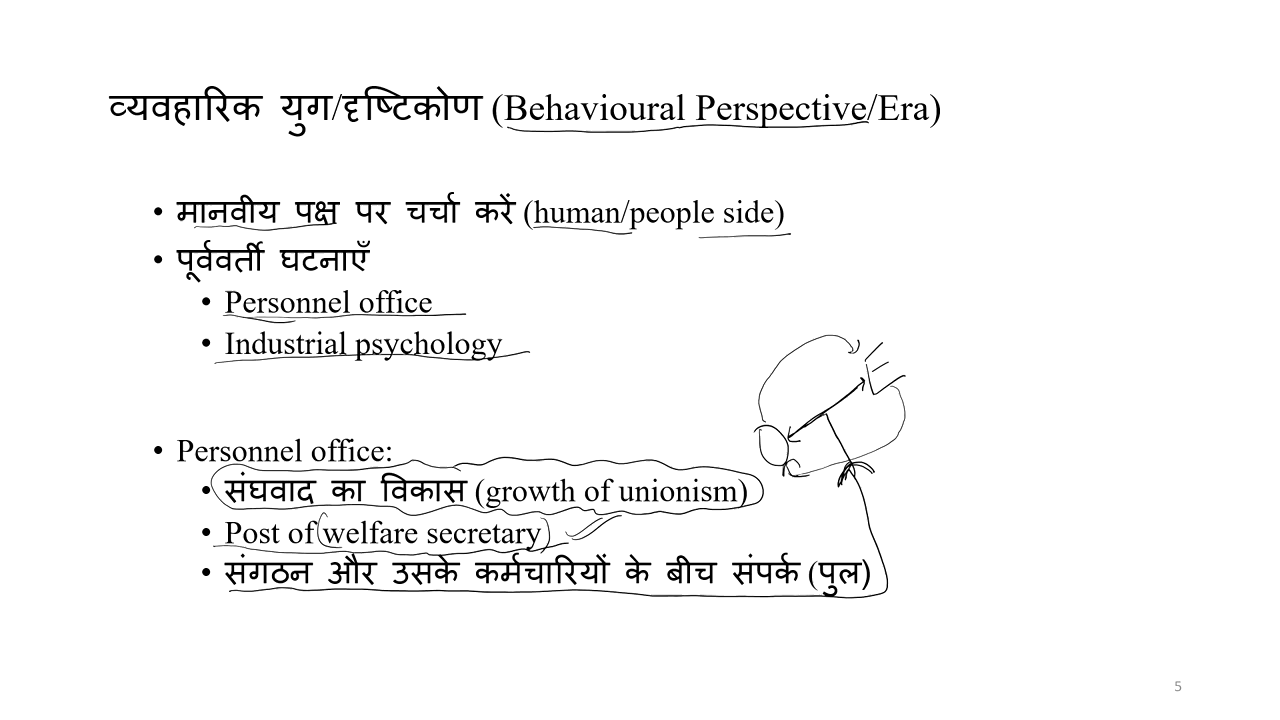 व्यवहारिक युग/दृष्टिकोण (Behavioural Perspective/Era)
• मानवीय पक्ष पर चर्चा करें (human/people side)
• पूर्ववर्ती घटनाएँ
• Personnel office
• Industrial psychology
E
O
• Personnel office:
• संघवाद का विकास (growth of unionism)
• Post of welfare secretary
• संगठन और उसके कर्मचारियों के बीच संपर्क (पुल)
5